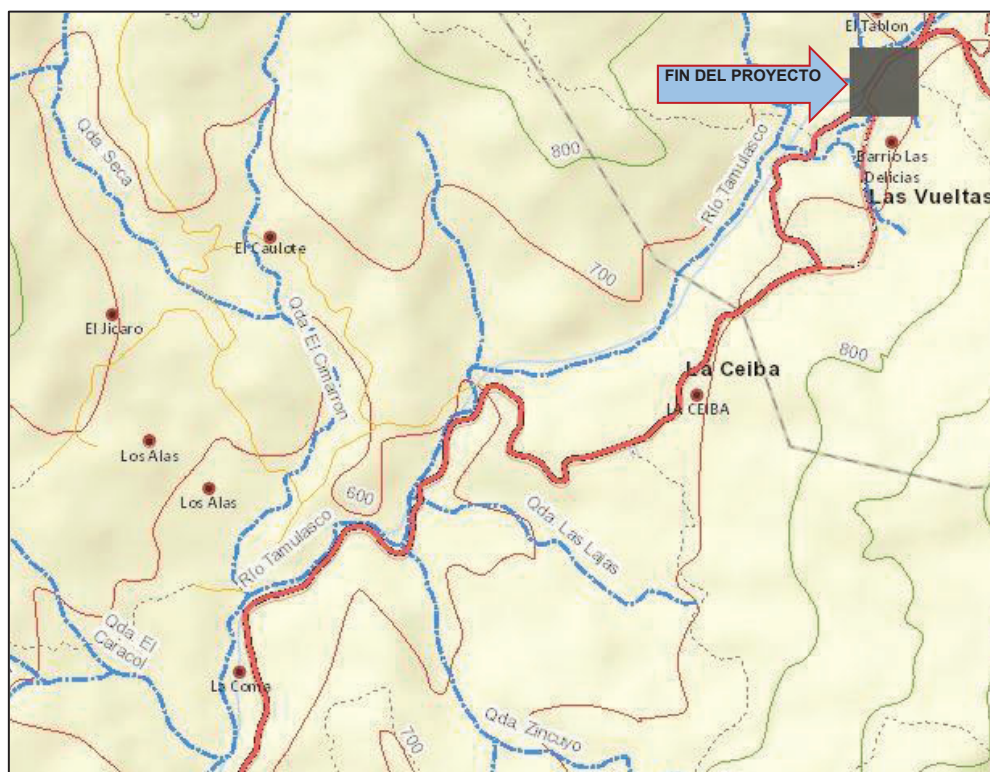 El Tablon
FIN DEL PROYECTO
Qda. Seca
800
Río Tamulasco
Barrio Las
Delicias
Las Vueltas
El Caulote
700
El Jicaro
Qda. El Cimarron
800
La Ceiba
LA CEIBA
Los Alas
Los Alas
600
Río Tamulasco
Qda. Las Lajas
Qda. El
Caracol
La Coma
Qda. Zincuyo
700